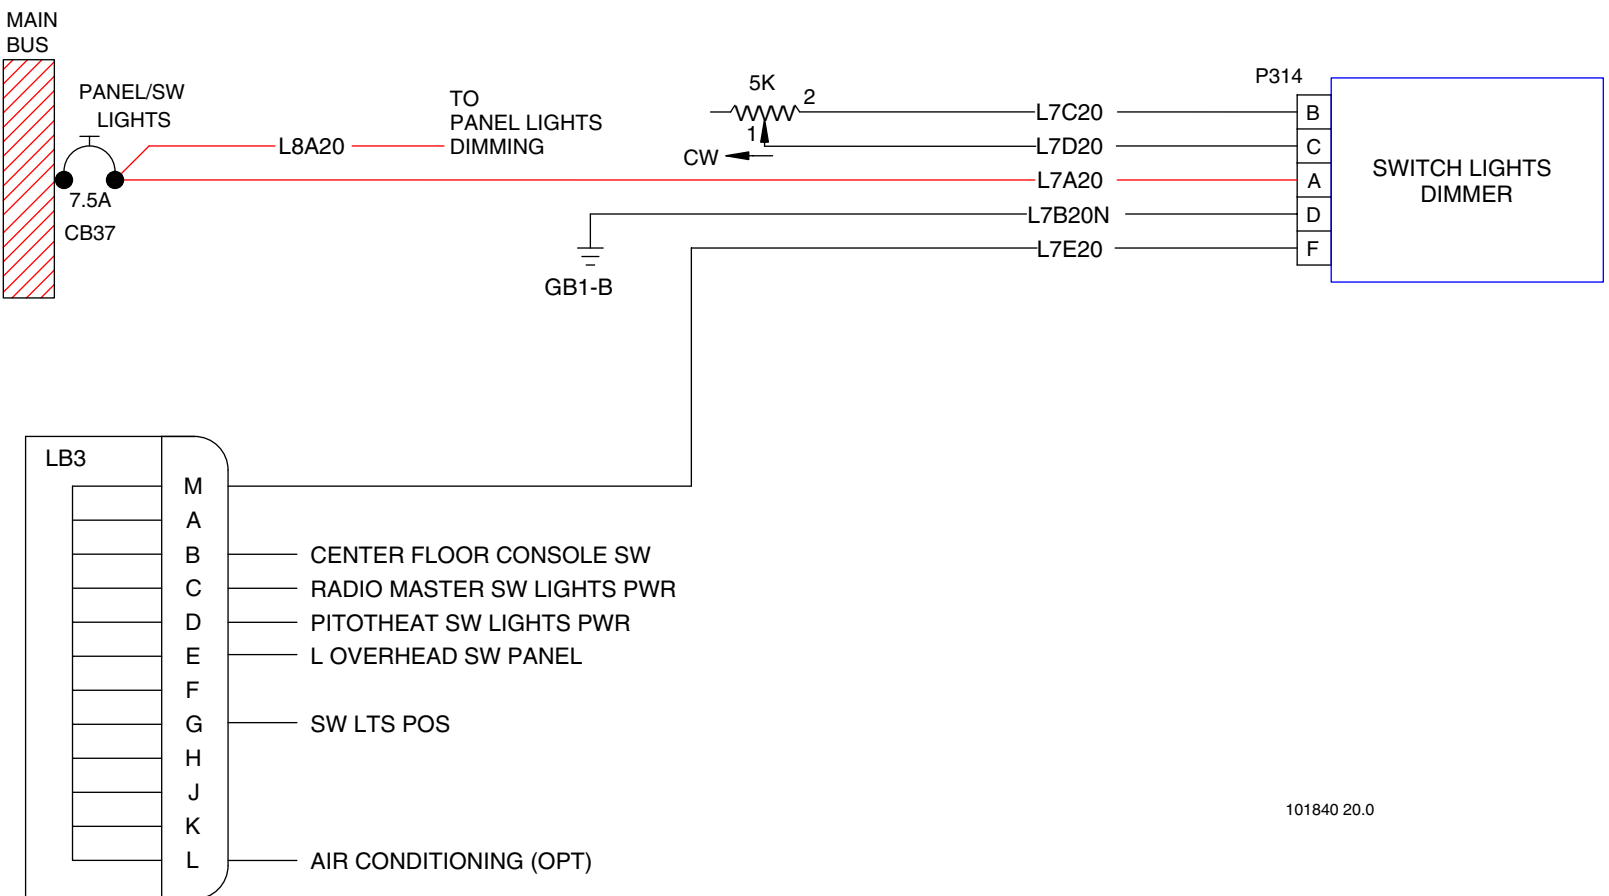 MAIN
BUS
PANEL/SW
LIGHTS
7.5A
CB37
L8A20
TO
PANEL LIGHTS
DIMMING
5K
2
1
CW
L7C20
L7D20
L7A20
L7B20N
L7E20
GB1-B
P314
B
C
A
D
F
SWITCH LIGHTS
DIMMER
LB3
M
A
B CENTER FLOOR CONSOLE SW
C RADIO MASTER SW LIGHTS PWR
D PITOTHEAT SW LIGHTS PWR
E L OVERHEAD SW PANEL
F
G SW LTS POS
H
J
K
L AIR CONDITIONING (OPT)
101840 20.0